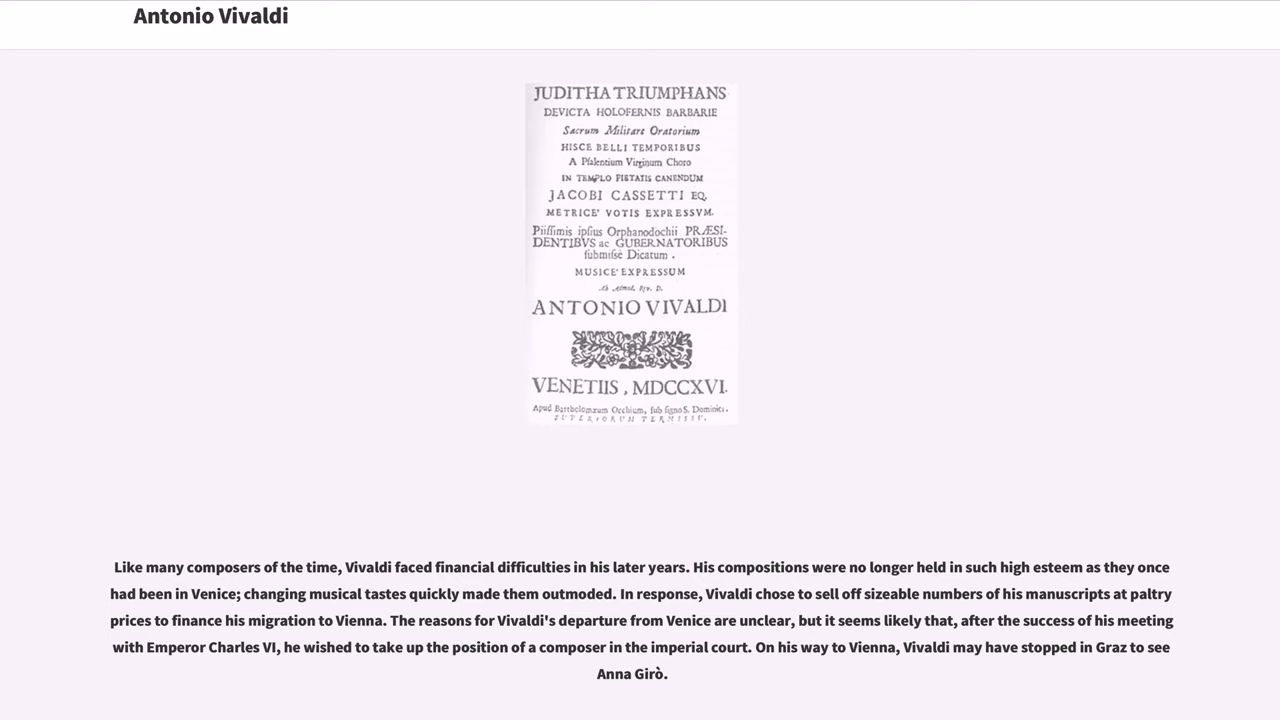 Antonio Vivaldi
JUDITHA TRIUMPHANS
DEVICTA HOLOFERNIS BARBARIE
Sacrum Militare Oratorium
HISCE BELLI TEMPORIBUS
A Psalentium Virginum Choro
IN TEMPLO PIETATIS CANENDUM
JACOBI CASSETTI EQ.
METRICE' VOTIS EXPRESSVM.
Piissimis ipsius Orphanodochii PRÆSI-
DENTIBVS ac GUBERNATORIBUS
submisse Dicatum .
MUSICE' EXPRESSUM
Rev. D.
ANTONIO VIVALDI
VENETIIS , MDCCXVI.
Apud Bartholomæum Occhium, sub signo S. Dominici.
SUPERIORUM PERMISSU.
Like many composers of the time, Vivaldi faced financial difficulties in his later years. His compositions were no longer held in such high esteem as they once
had been in Venice; changing musical tastes quickly made them outmoded. In response, Vivaldi chose to sell off sizeable numbers of his manuscripts at paltry
prices to finance his migration to Vienna. The reasons for Vivaldi's departure from Venice are unclear, but it seems likely that, after the success of his meeting
with Emperor Charles VI, he wished to take up the position of a composer in the imperial court. On his way to Vienna, Vivaldi may have stopped in Graz to see
Anna Girò.